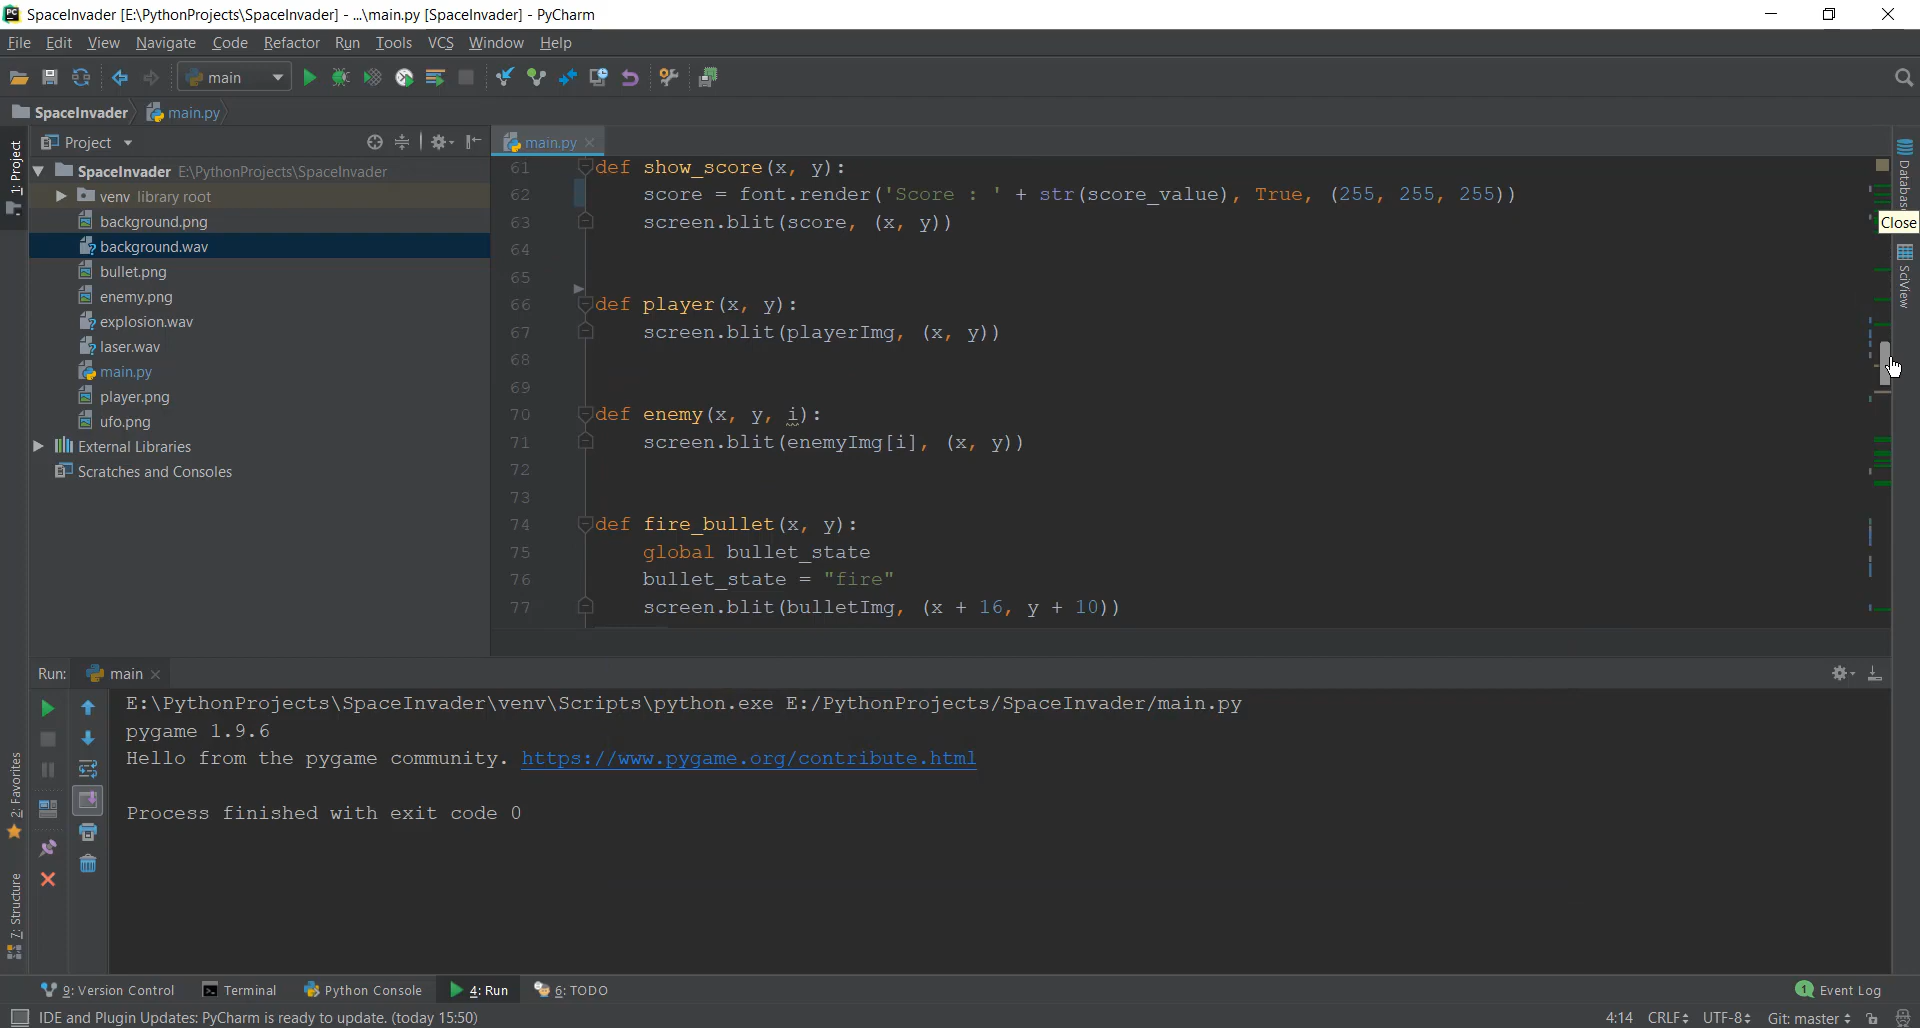 SpaceInvader [E:\PythonProjects\SpaceInvader] - ...\main.py [SpaceInvader] - PyCharm
File Edit View Navigate Code Refactor Run Tools VCS Window Help
main
SpaceInvader main.py
Project main.py
1: Project
SpaceInvader E:\PythonProjects\SpaceInvader
venv library root
background.png
background.wav
bullet.png
enemy.png
explosion.wav
laser.wav
main.py
player.png
ufo.png
External Libraries
Scratches and Consoles
61 def show_score(x, y):
62 score = font.render('Score : ' + str(score_value), True, (255, 255, 255))
63 screen.blit(score, (x, y))
64
65
66 def player(x, y):
67 screen.blit(playerImg, (x, y))
68
69
70 def enemy(x, y, i):
71 screen.blit(enemyImg[i], (x, y))
72
73
74 def fire_bullet(x, y):
75 global bullet_state
76 bullet_state = "fire"
77 screen.blit(bulletImg, (x + 16, y + 10))
Close
SciView
Run: main
E:\PythonProjects\SpaceInvader\venv\Scripts\python.exe E:/PythonProjects/SpaceInvader/main.py
pygame 1.9.6
Hello from the pygame community. https://www.pygame.org/contribute.html
Process finished with exit code 0
2: Favorites
7: Structure
9: Version Control Terminal Python Console 4: Run 6: TODO 1 Event Log
IDE and Plugin Updates: PyCharm is ready to update. (today 15:50) 4:14 CRLF UTF-8 Git: master